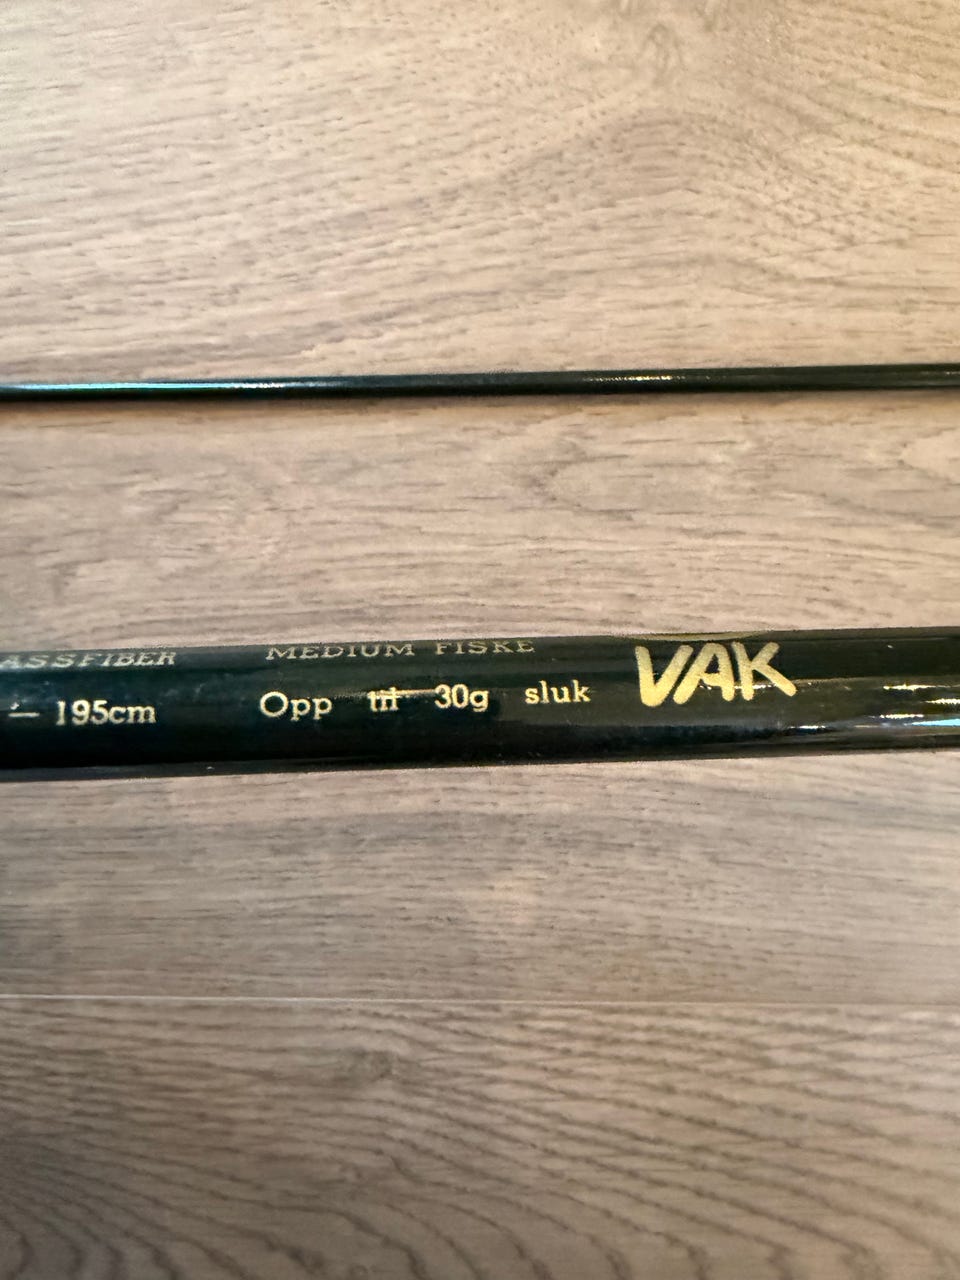 ASSFIBER MEDIUM FISKE
— 195cm Opp til 30g sluk VAK